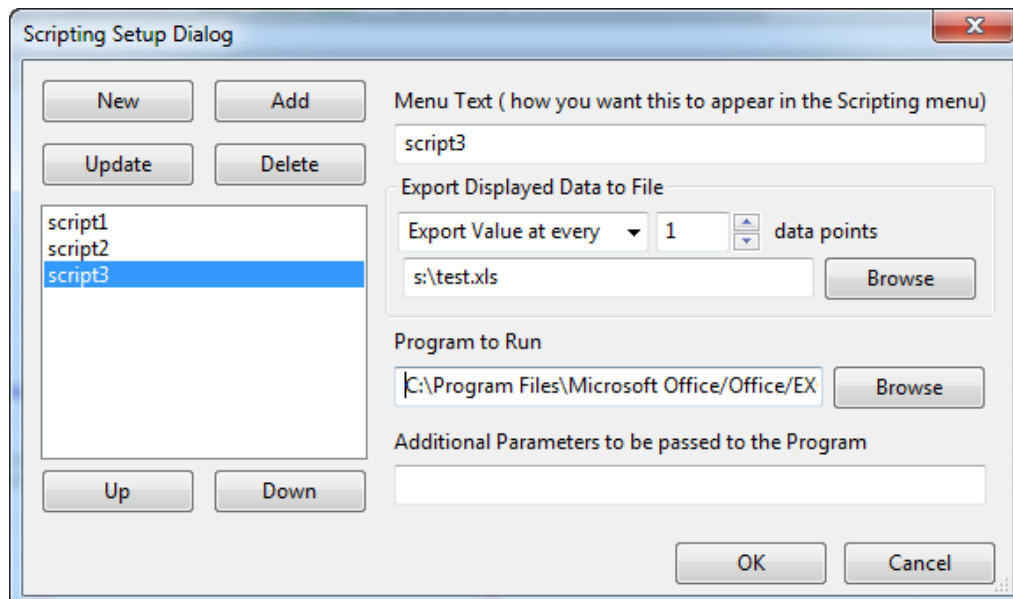 Scripting Setup Dialog
New
Add
Update
Delete
script1
script2
script3
Up
Down
Menu Text ( how you want this to appear in the Scripting menu)
script3
Export Displayed Data to File
Export Value at every
1
data points
s:\test.xls
Browse
Program to Run
C:\Program Files\Microsoft Office/Office/EX
Browse
Additional Parameters to be passed to the Program
OK
Cancel